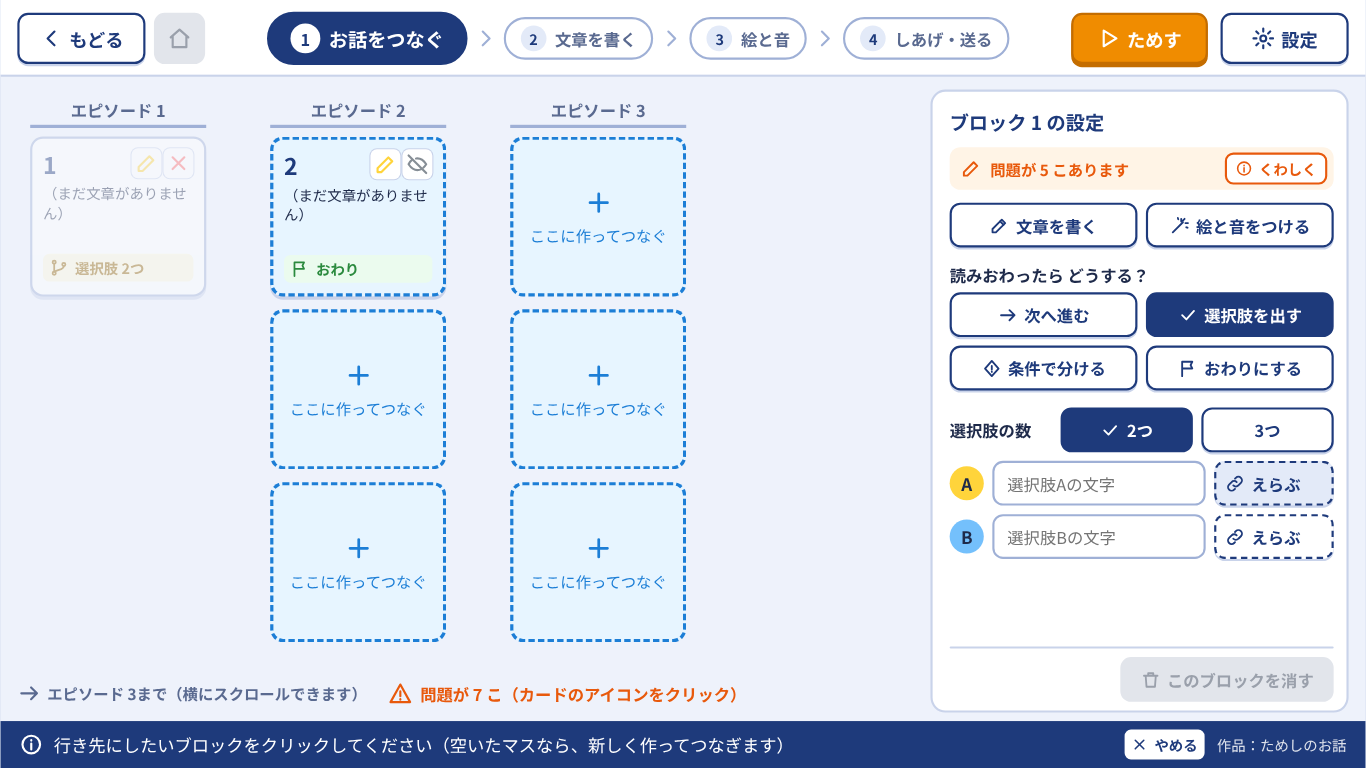 もどる
1 お話をつなぐ
2 文章を書く
3 絵と音
4 しあげ・送る
ためす
設定
エピソード 1
エピソード 2
エピソード 3
1
（まだ文章がありませ
ん）
選択肢 2つ
2
（まだ文章がありませ
ん）
おわり
ここに作ってつなぐ
ここに作ってつなぐ
ここに作ってつなぐ
ここに作ってつなぐ
ここに作ってつなぐ
ブロック 1 の設定
問題が 5 こあります
くわしく
文章を書く
絵と音をつける
読みおわったら どうする？
次へ進む
選択肢を出す
条件で分ける
おわりにする
選択肢の数
2つ
3つ
A 選択肢Aの文字 えらぶ
B 選択肢Bの文字 えらぶ
このブロックを消す
エピソード 3まで（横にスクロールできます）
問題が 7 こ（カードのアイコンをクリック）
行き先にしたいブロックをクリックしてください（空いたマスなら、新しく作ってつなぎます）
やめる
作品：ためしのお話